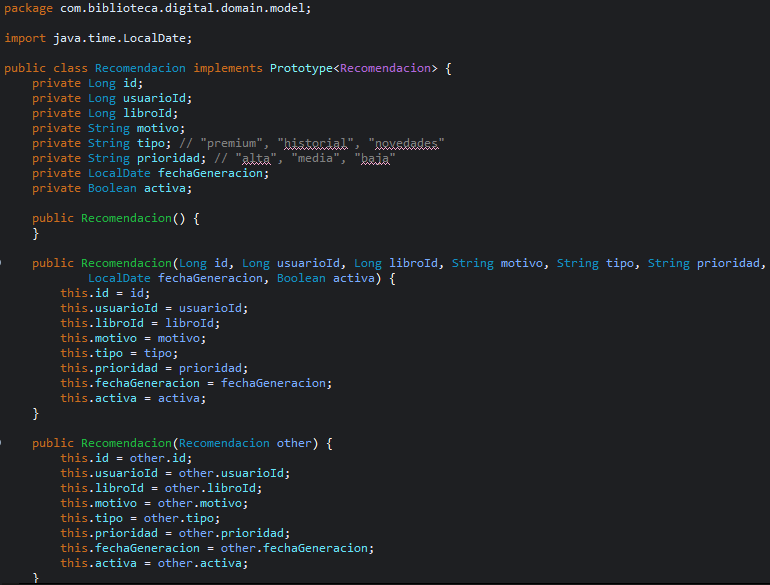 package com.biblioteca.digital.domain.model;
import java.time.LocalDate;
public class Recomendacion implements Prototype<Recomendacion> {
private Long id;
private Long usuarioId;
private Long libroId;
private String motivo;
private String tipo; // "premium", "historial", "novedades"
private String prioridad; // "alta", "media", "baja"
private LocalDate fechaGeneracion;
private Boolean activa;
public Recomendacion() {
}
public Recomendacion(Long id, Long usuarioId, Long libroId, String motivo, String tipo, String prioridad,
LocalDate fechaGeneracion, Boolean activa) {
this.id = id;
this.usuarioId = usuarioId;
this.libroId = libroId;
this.motivo = motivo;
this.tipo = tipo;
this.prioridad = prioridad;
this.fechaGeneracion = fechaGeneracion;
this.activa = activa;
}
public Recomendacion(Recomendacion other) {
this.id = other.id;
this.usuarioId = other.usuarioId;
this.libroId = other.libroId;
this.motivo = other.motivo;
this.tipo = other.tipo;
this.prioridad = other.prioridad;
this.fechaGeneracion = other.fechaGeneracion;
this.activa = other.activa;
}